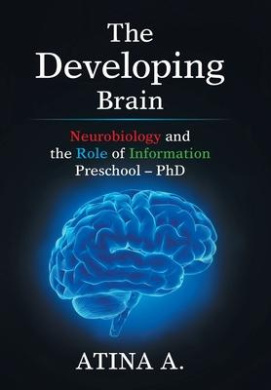 The
Developing
Brain
Neurobiology and
the Role of Information
Preschool – PhD
ATINA A.